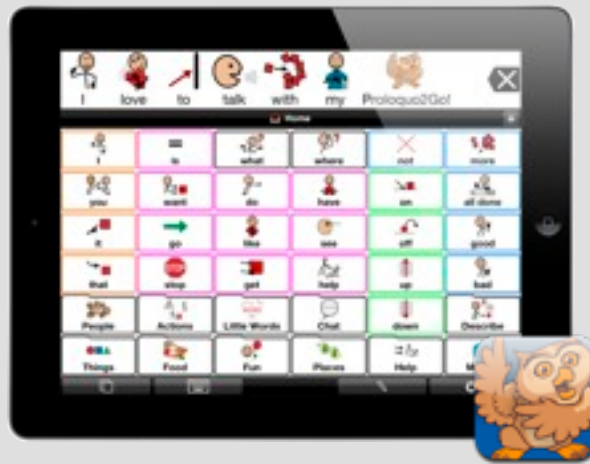 I love to talk with my Proloquo2Go!
Home
I is what where not more
you want do have on all done
it go like see off good
that stop get help up bad
People Actions Little Words Chat down Describe
Things Food Fun Places Help